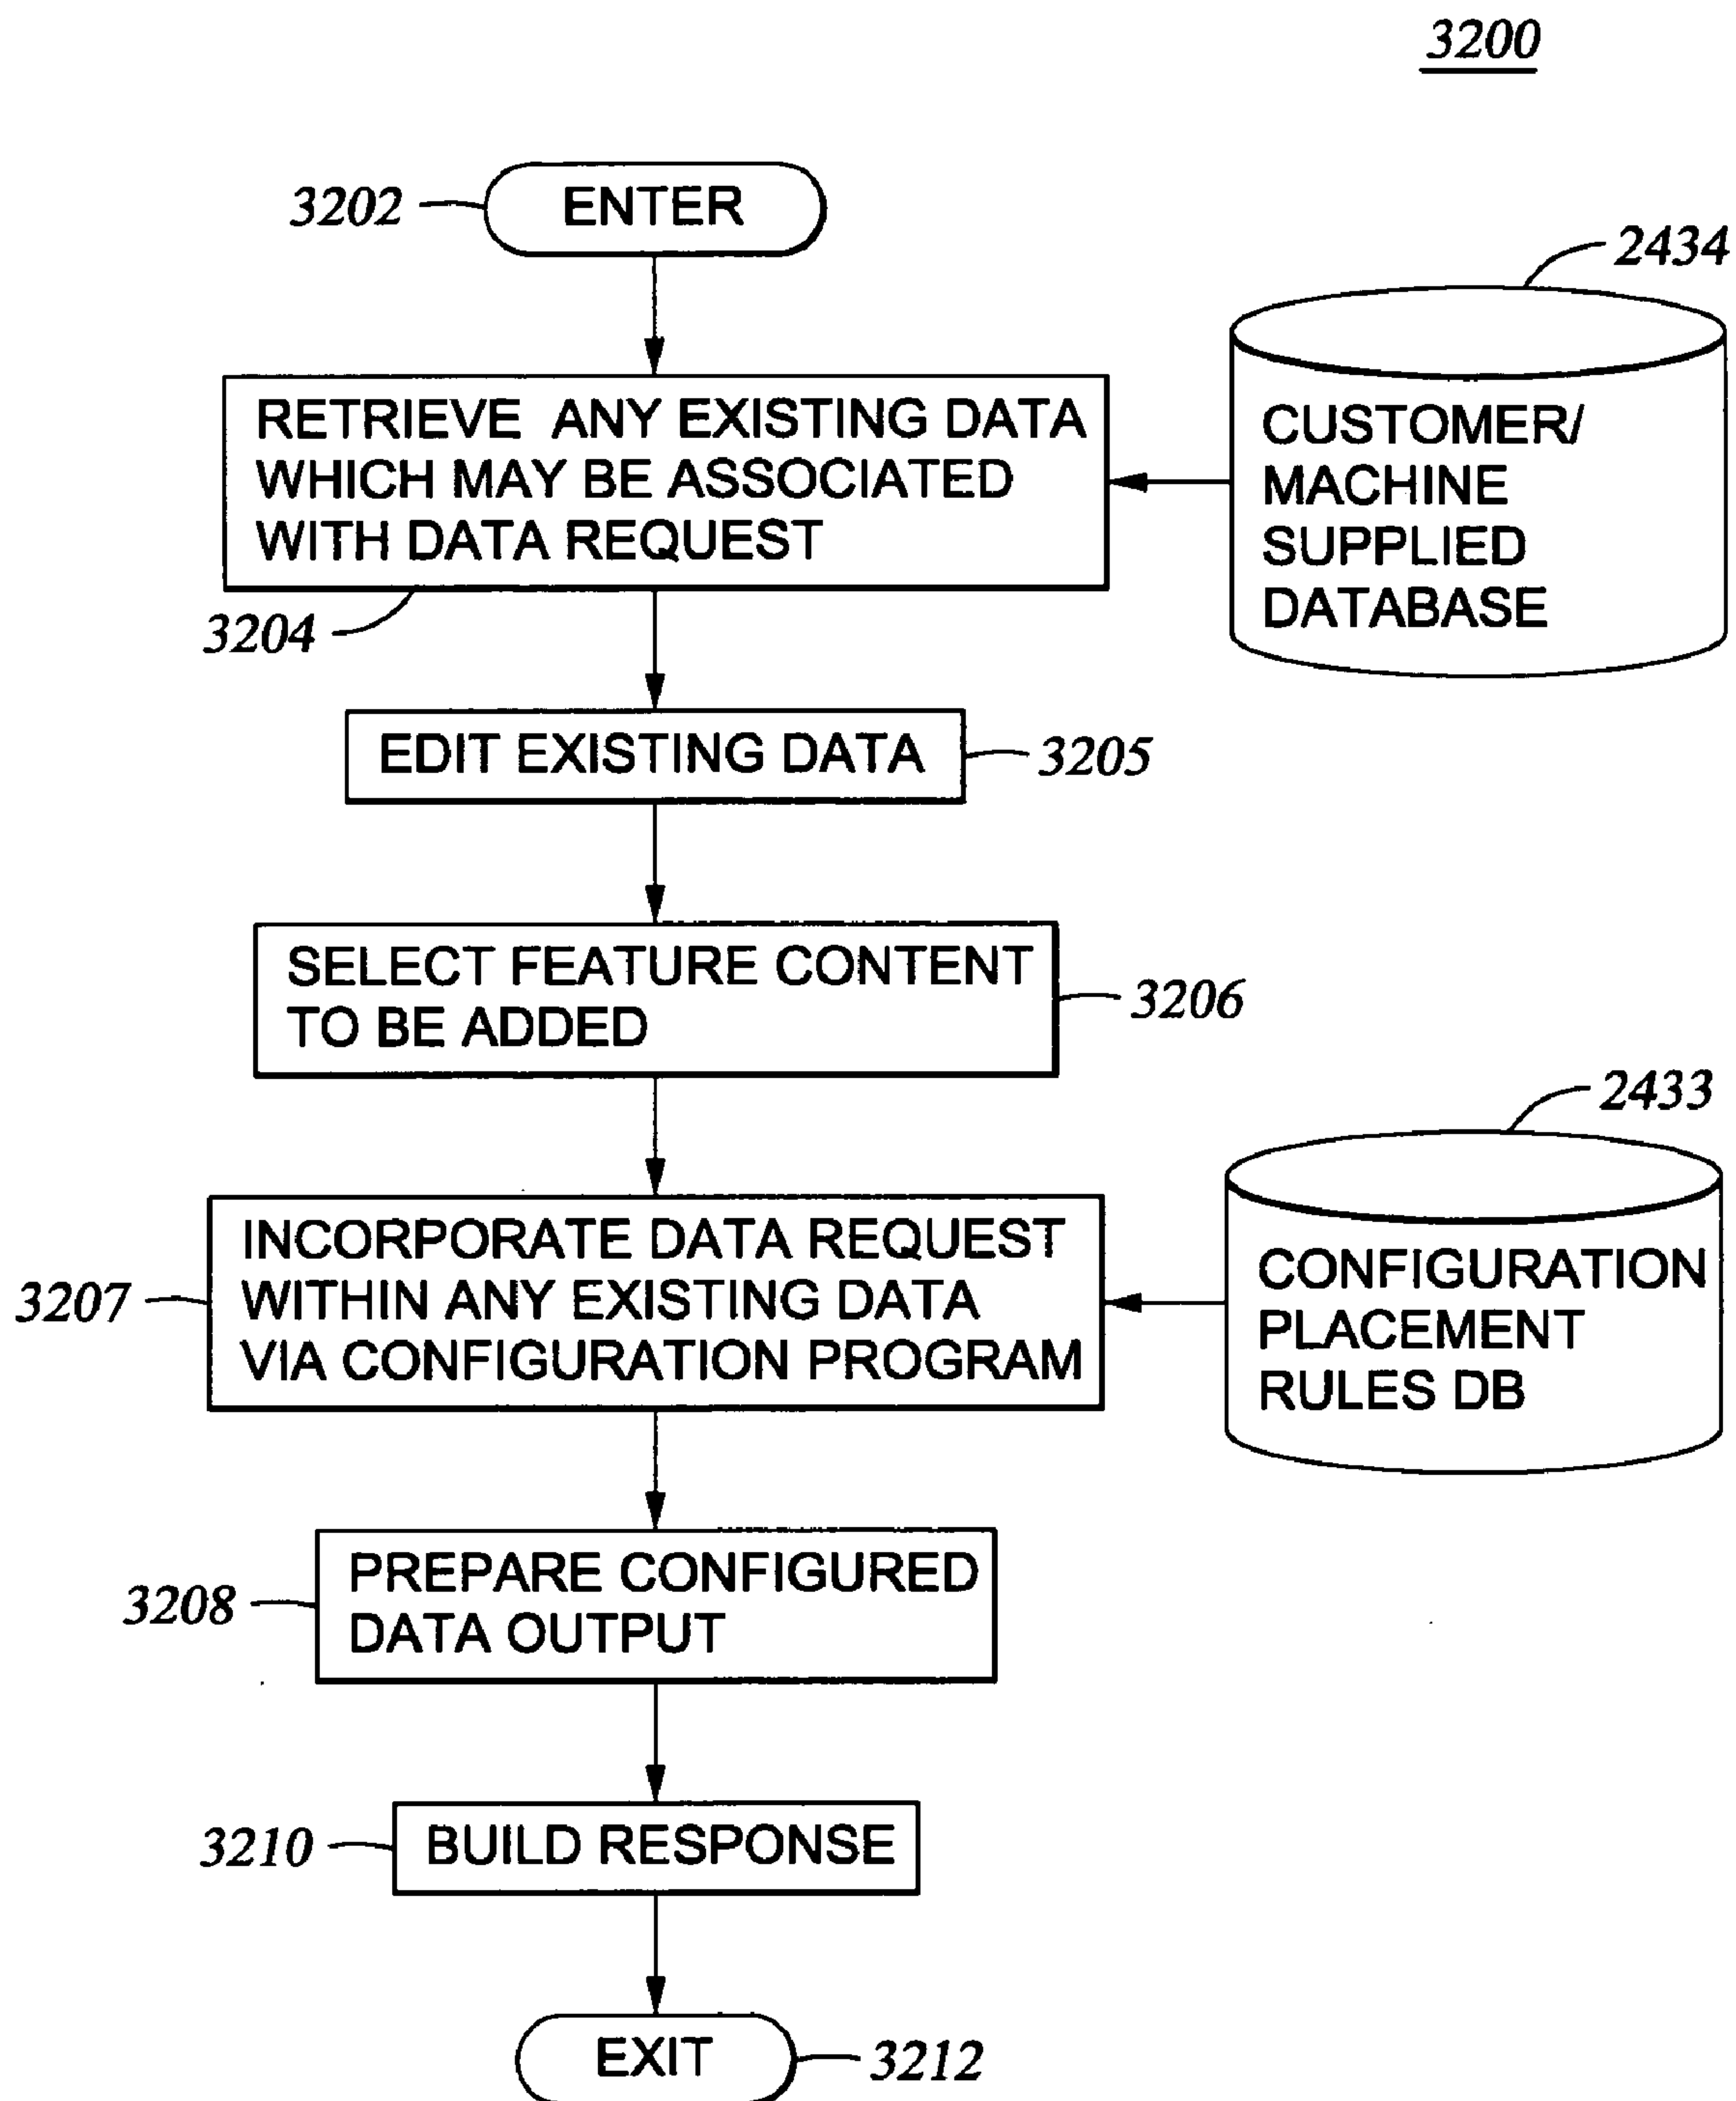 3200
3202
ENTER
2434
RETRIEVE ANY EXISTING DATA
WHICH MAY BE ASSOCIATED
WITH DATA REQUEST
CUSTOMER/
MACHINE
SUPPLIED
DATABASE
3204
EDIT EXISTING DATA
3205
SELECT FEATURE CONTENT
TO BE ADDED
3206
2433
INCORPORATE DATA REQUEST
WITHIN ANY EXISTING DATA
VIA CONFIGURATION PROGRAM
3207
CONFIGURATION
PLACEMENT
RULES DB
PREPARE CONFIGURED
DATA OUTPUT
3208
3210
BUILD RESPONSE
EXIT
3212